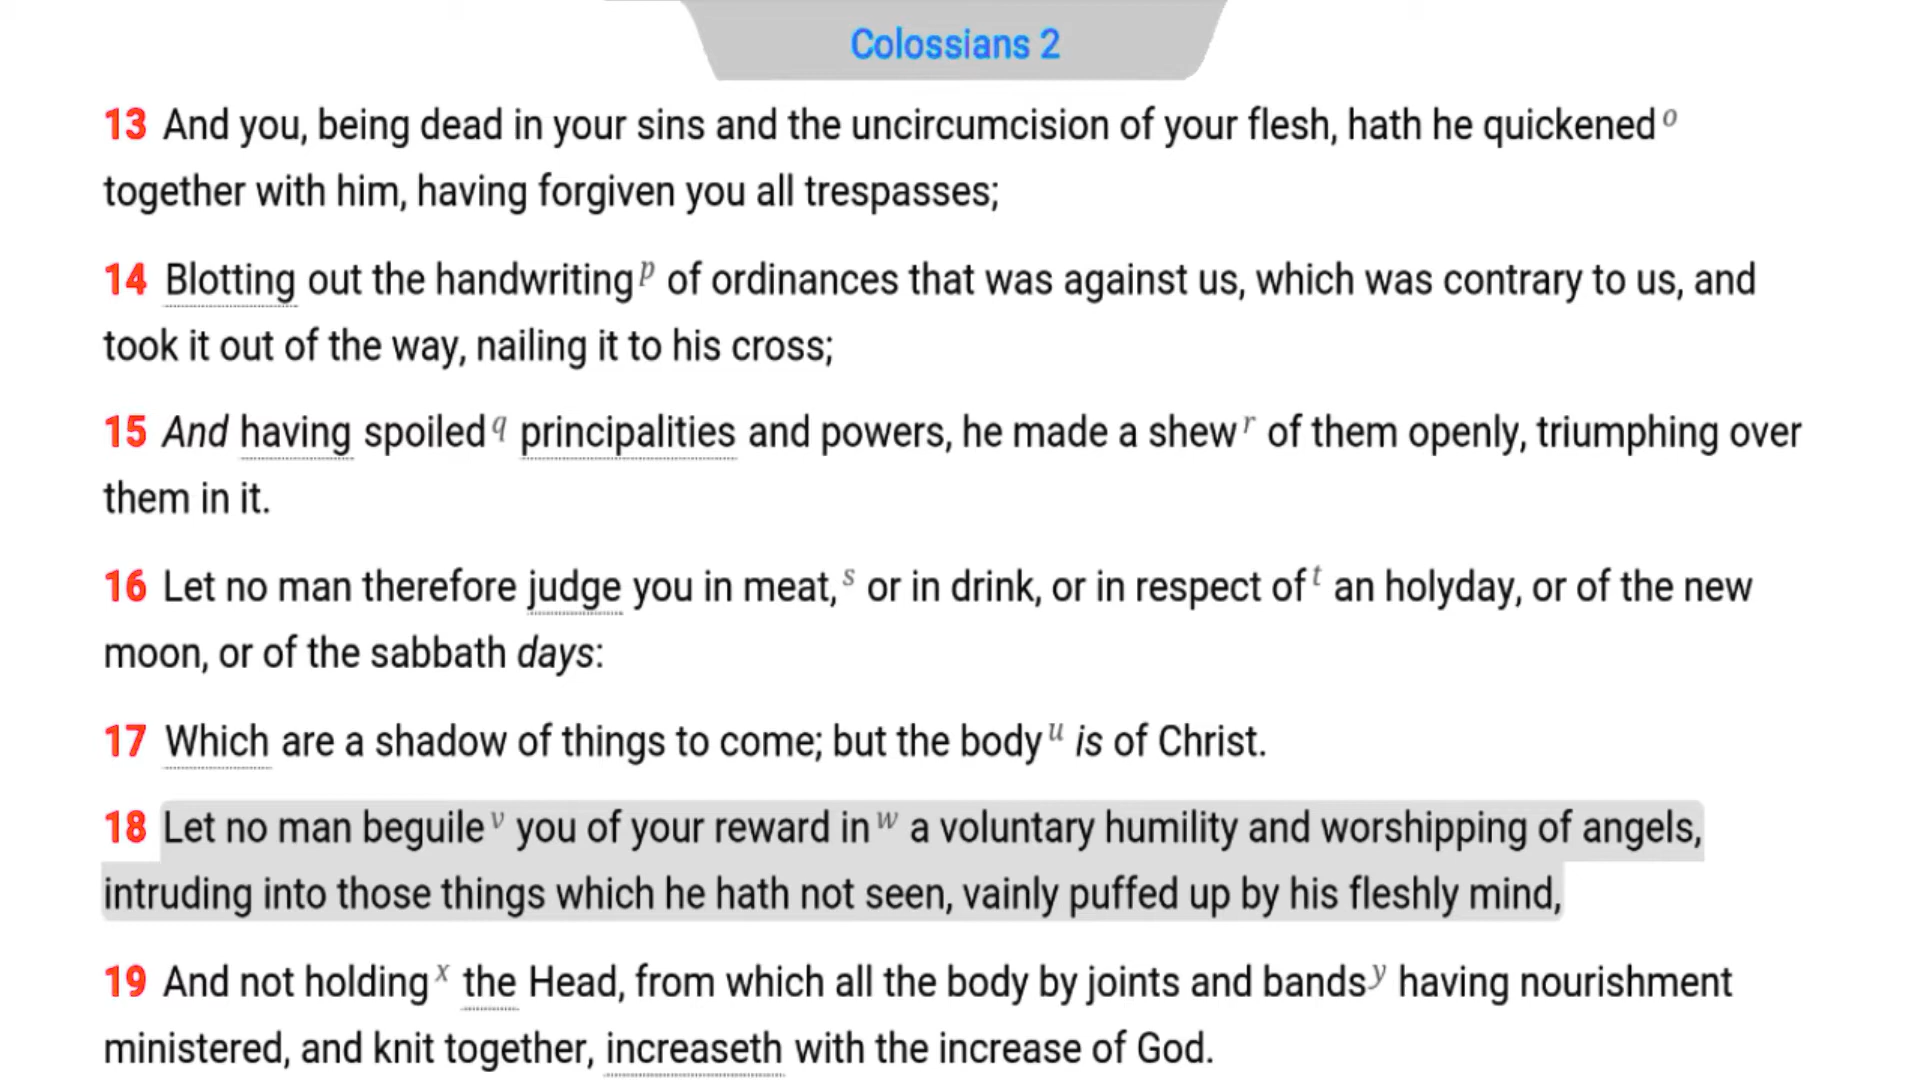 Colossians 2
13 And you, being dead in your sins and the uncircumcision of your flesh, hath he quickened o
together with him, having forgiven you all trespasses;
14 Blotting out the handwriting p of ordinances that was against us, which was contrary to us, and
took it out of the way, nailing it to his cross;
15 And having spoiled q principalities and powers, he made a shew r of them openly, triumphing over
them in it.
16 Let no man therefore judge you in meat, s or in drink, or in respect of t an holyday, or of the new
moon, or of the sabbath days:
17 Which are a shadow of things to come; but the body u is of Christ.
18 Let no man beguile v you of your reward in w a voluntary humility and worshipping of angels,
intruding into those things which he hath not seen, vainly puffed up by his fleshly mind,
19 And not holding x the Head, from which all the body by joints and bands y having nourishment
ministered, and knit together, increaseth with the increase of God.